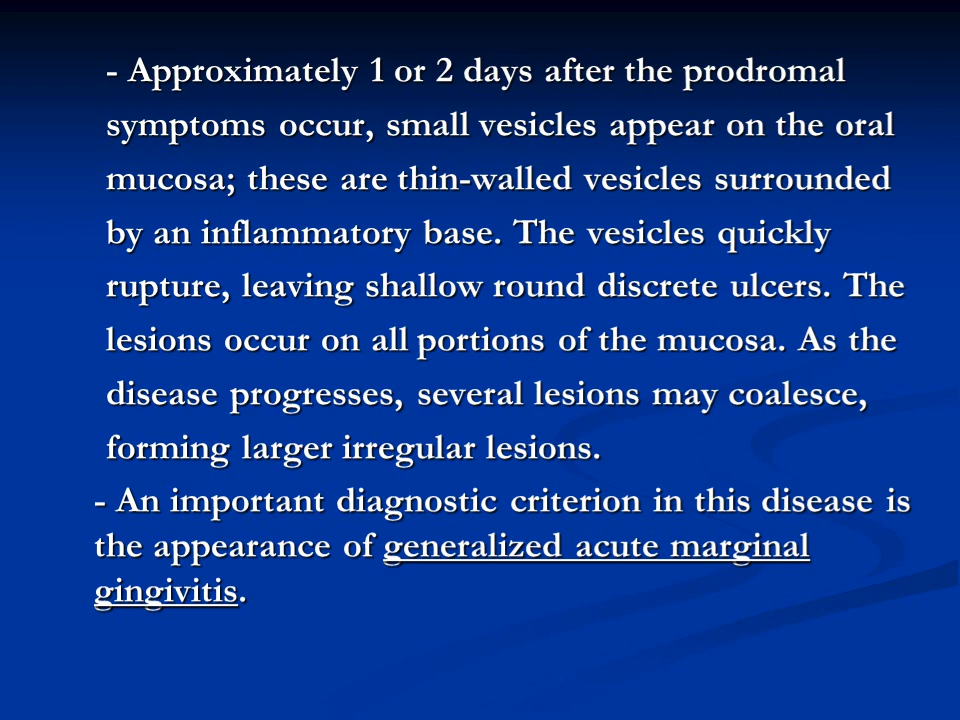 - Approximately 1 or 2 days after the prodromal
symptoms occur, small vesicles appear on the oral
mucosa; these are thin-walled vesicles surrounded
by an inflammatory base. The vesicles quickly
rupture, leaving shallow round discrete ulcers. The
lesions occur on all portions of the mucosa. As the
disease progresses, several lesions may coalesce,
forming larger irregular lesions.
- An important diagnostic criterion in this disease is
the appearance of generalized acute marginal
gingivitis.